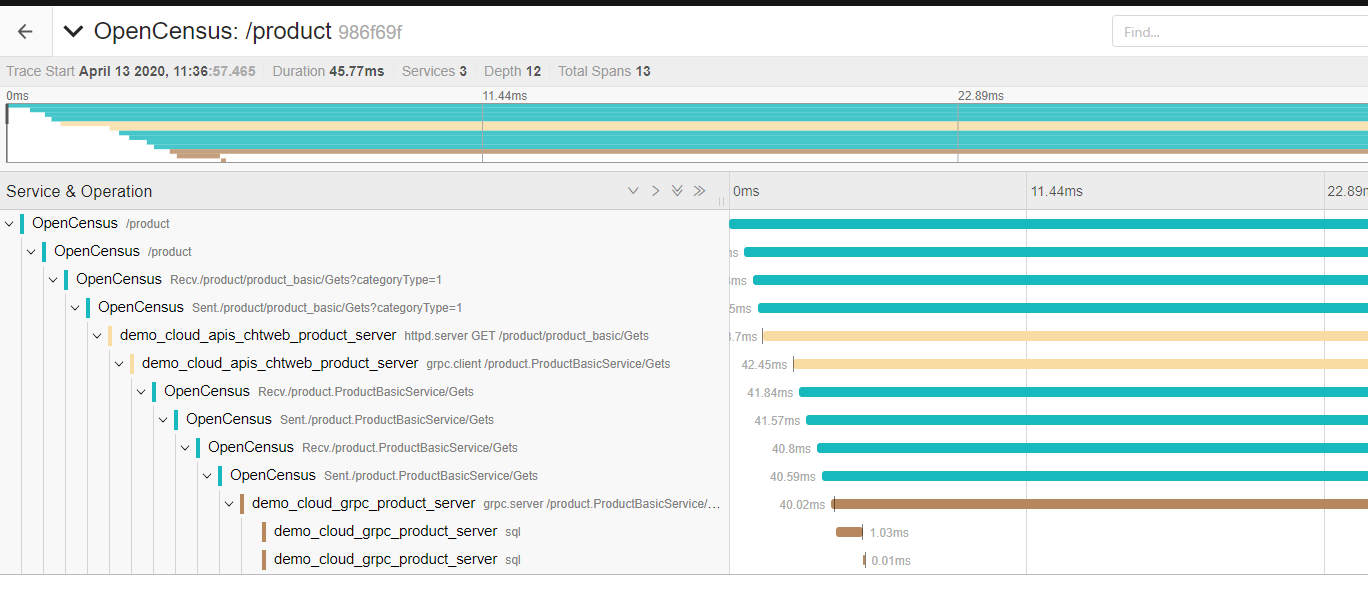 OpenCensus: /product 986f69f
Find...
Trace Start April 13 2020, 11:36:57.465 Duration 45.77ms Services 3 Depth 12 Total Spans 13
0ms 11.44ms 22.89ms
Service & Operation 0ms 11.44ms
OpenCensus /product
OpenCensus /product
OpenCensus Recv./product/product_basic/Gets?categoryType=1
OpenCensus Sent./product/product_basic/Gets?categoryType=1
demo_cloud_apis_chtweb_product_server httpd.server GET /product/product_basic/Gets
demo_cloud_apis_chtweb_product_server grpc.client /product.ProductBasicService/Gets 42.45ms
OpenCensus Recv./product.ProductBasicService/Gets 41.84ms
OpenCensus Sent./product.ProductBasicService/Gets 41.57ms
OpenCensus Recv./product.ProductBasicService/Gets 40.8ms
OpenCensus Sent./product.ProductBasicService/Gets 40.59ms
demo_cloud_grpc_product_server grpc.server /product.ProductBasicService/... 40.02ms
demo_cloud_grpc_product_server sql 1.03ms
demo_cloud_grpc_product_server sql 0.01ms